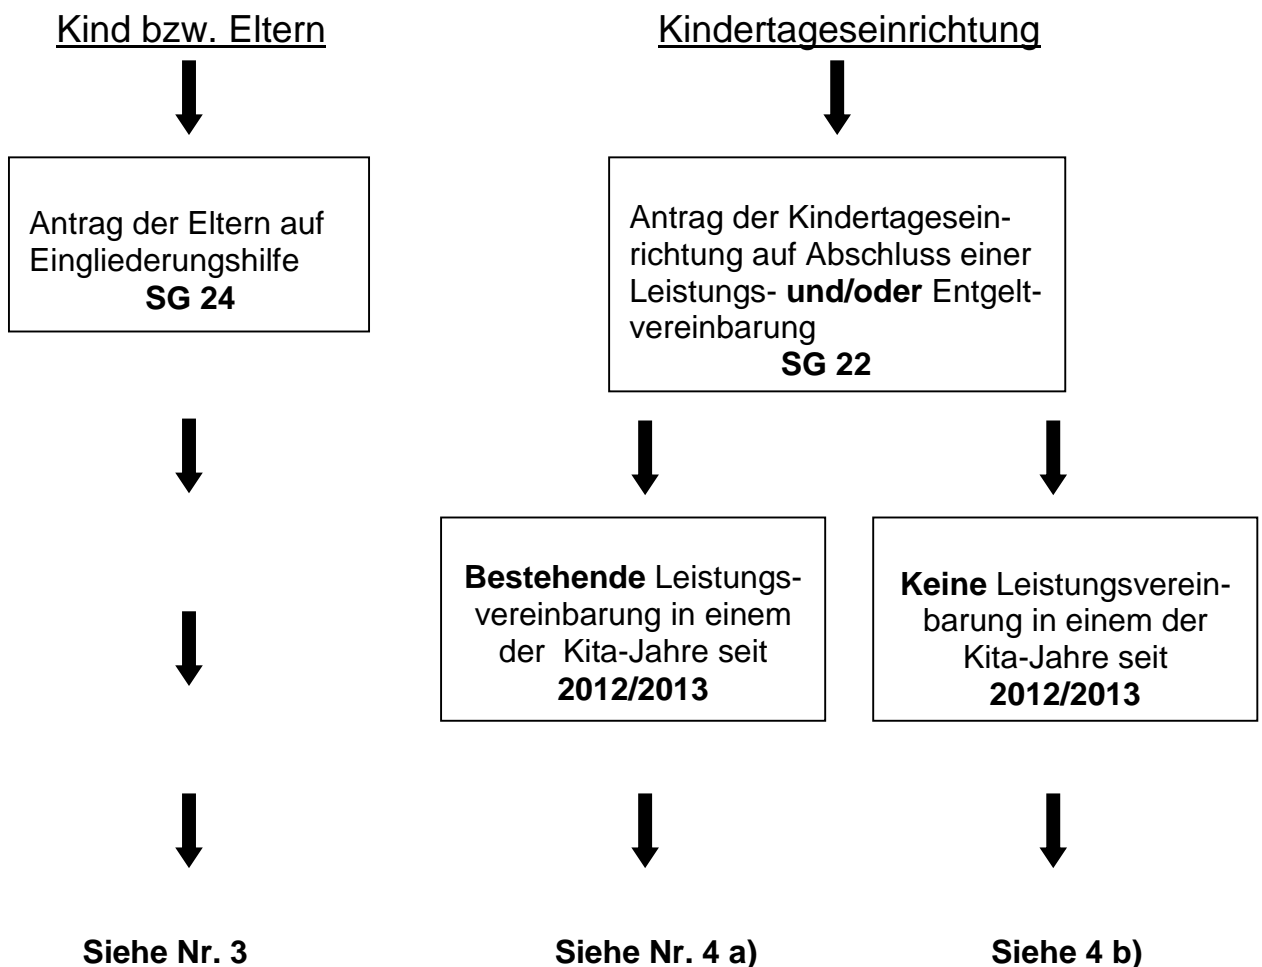 Kind bzw. Eltern
Kindertageseinrichtung
Antrag der Eltern auf
Eingliederungshilfe
SG 24
Antrag der Kindertagesein-
richtung auf Abschluss einer
Leistungs- und/oder Entgelt-
vereinbarung
SG 22
Bestehende Leistungs-
vereinbarung in einem
der Kita-Jahre seit
2012/2013
Keine Leistungsverein-
barung in einem der
Kita-Jahre seit
2012/2013
Siehe Nr. 3
Siehe Nr. 4 a)
Siehe 4 b)